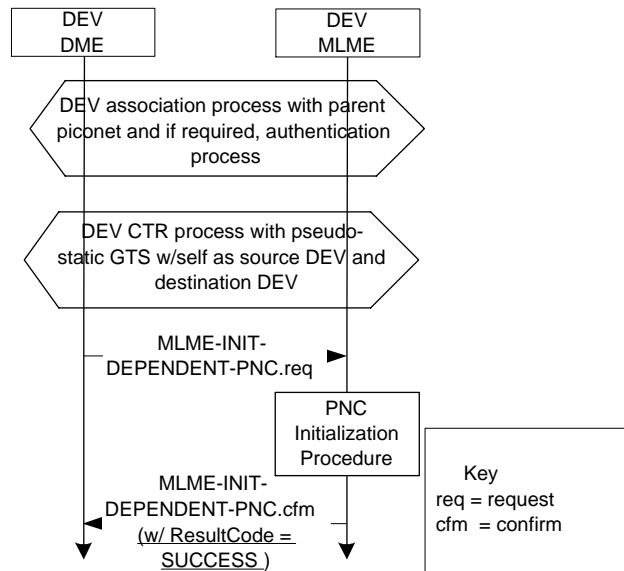 DEV
DME
DEV
MLME
DEV association process with parent
piconet and if required, authentication
process
DEV CTR process with pseudo-
static GTS w/self as source DEV and
destination DEV
MLME-INIT-
DEPENDENT-PNC.req
PNC
Initialization
Procedure
MLME-INIT-
DEPENDENT-PNC.cfm
(w/ ResultCode =
SUCCESS )
Key
req = request
cfm = confirm